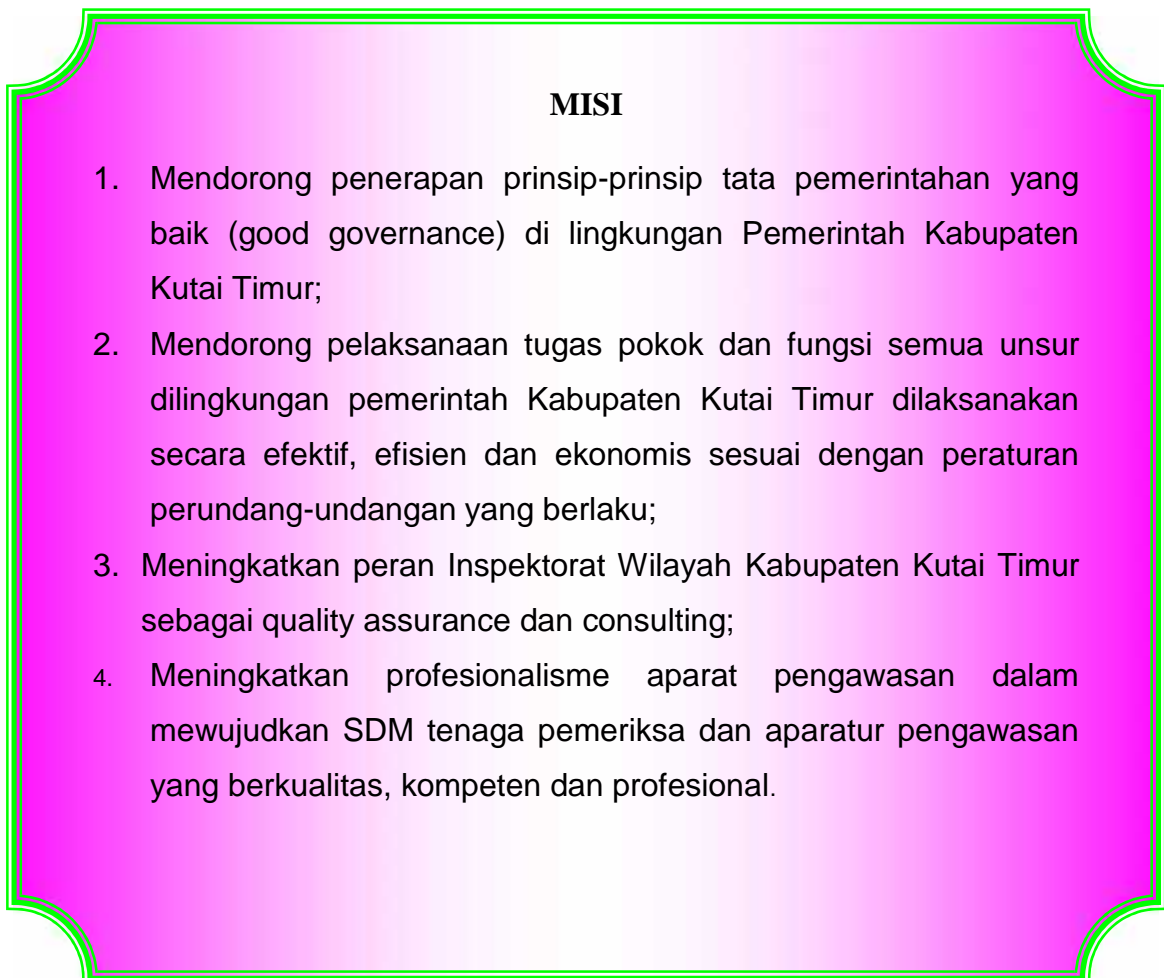 MISI
1. Mendorong penerapan prinsip-prinsip tata pemerintahan yang
baik (good governance) di lingkungan Pemerintah Kabupaten
Kutai Timur;
2. Mendorong pelaksanaan tugas pokok dan fungsi semua unsur
dilingkungan pemerintah Kabupaten Kutai Timur dilaksanakan
secara efektif, efisien dan ekonomis sesuai dengan peraturan
perundang-undangan yang berlaku;
3. Meningkatkan peran Inspektorat Wilayah Kabupaten Kutai Timur
sebagai quality assurance dan consulting;
4. Meningkatkan profesionalisme aparat pengawasan dalam
mewujudkan SDM tenaga pemeriksa dan aparatur pengawasan
yang berkualitas, kompeten dan profesional.